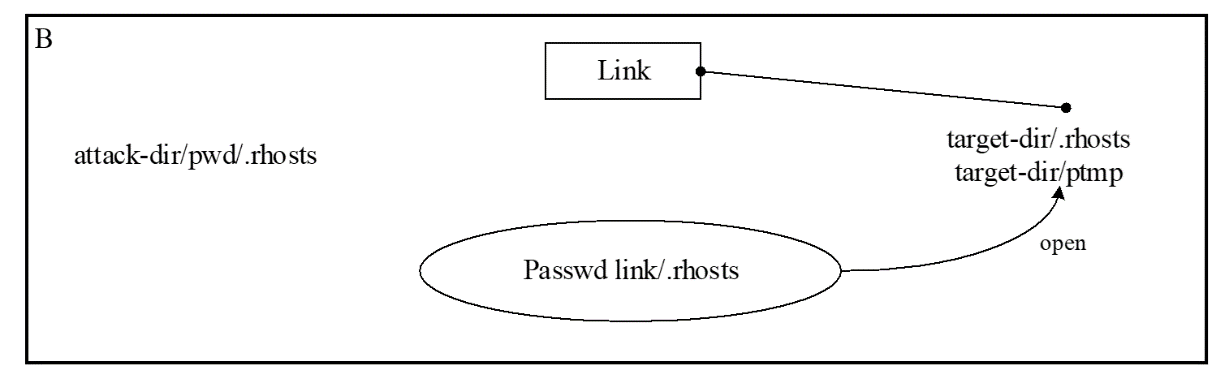 B
Link
attack-dir/pwd/.rhosts
target-dir/.rhosts
target-dir/ptmp
open
Passwd link/.rhosts